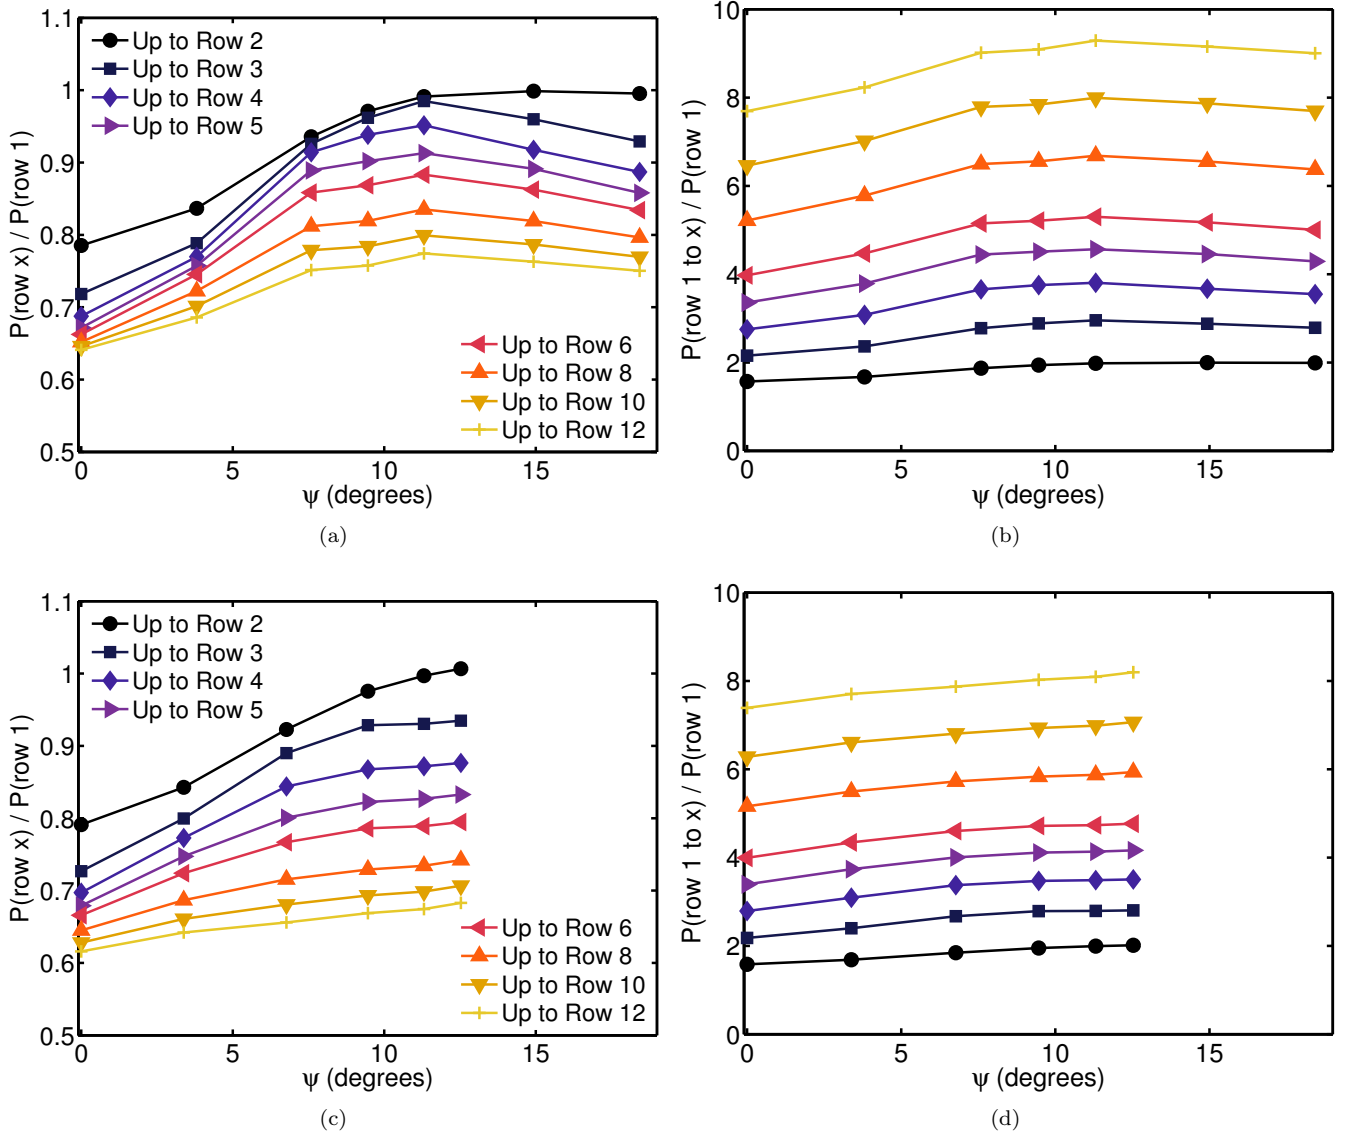 1.1
1
0.9
0.8
0.7
0.6
0.5
P(row x) / P(row 1)
Up to Row 2
Up to Row 3
Up to Row 4
Up to Row 5
Up to Row 6
Up to Row 8
Up to Row 10
Up to Row 12
0 5 10 15
ψ (degrees)
(a)
10
8
6
4
2
0
P(row 1 to x) / P(row 1)
0 5 10 15
ψ (degrees)
(b)
1.1
1
0.9
0.8
0.7
0.6
0.5
P(row x) / P(row 1)
Up to Row 2
Up to Row 3
Up to Row 4
Up to Row 5
Up to Row 6
Up to Row 8
Up to Row 10
Up to Row 12
0 5 10 15
ψ (degrees)
(c)
10
8
6
4
2
0
P(row 1 to x) / P(row 1)
0 5 10 15
ψ (degrees)
(d)